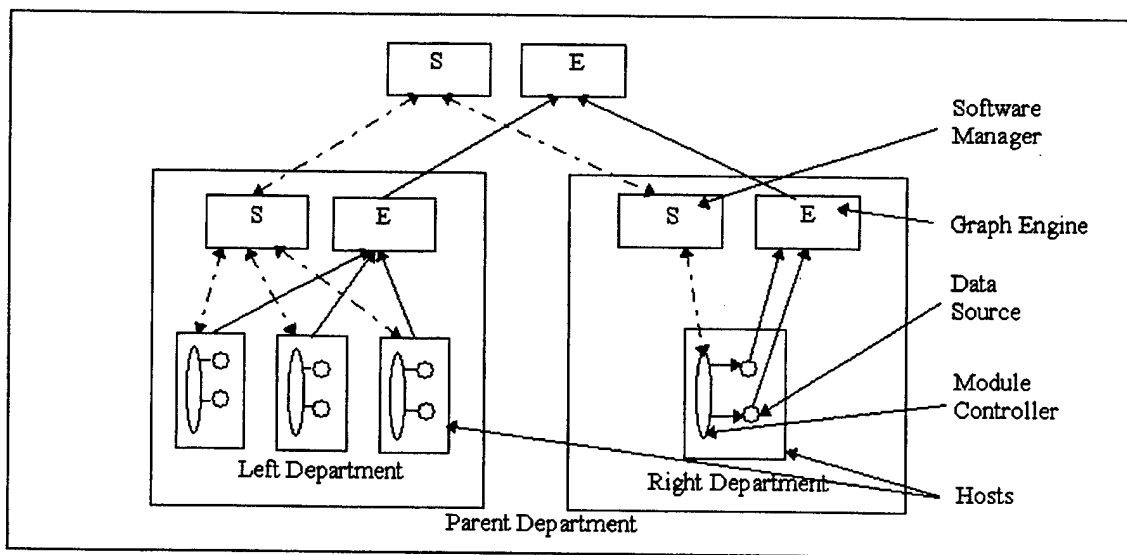 S
E
Software
Manager
S
E
S
E
Graph Engine
Data
Source
Module
Controller
Left Department
Right Department
Hosts
Parent Department